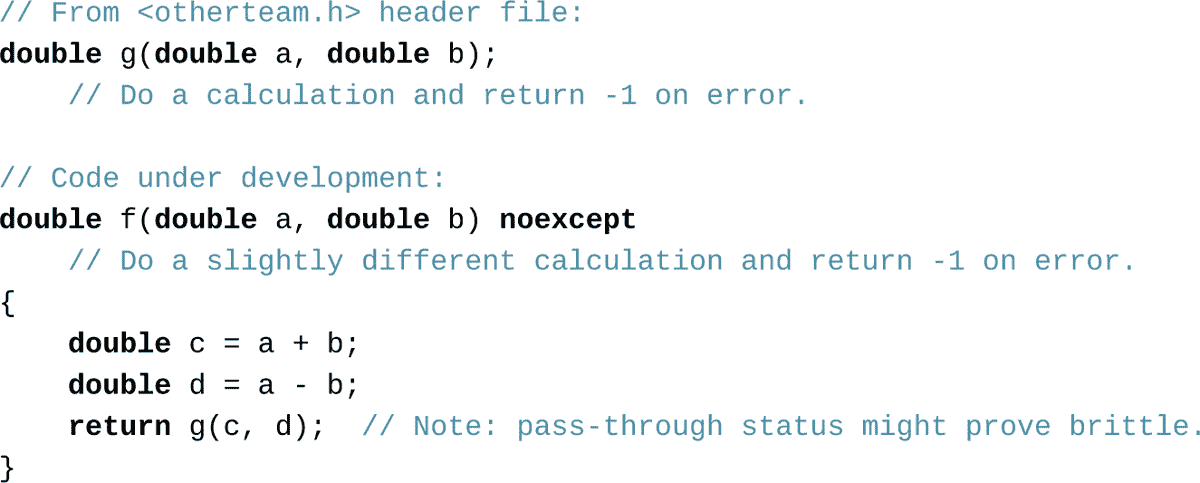 // From <otherteam.h> header file:
double g(double a, double b);
// Do a calculation and return -1 on error.
// Code under development:
double f(double a, double b) noexcept
// Do a slightly different calculation and return -1 on error.
{
double c = a + b;
double d = a - b;
return g(c, d);  // Note: pass-through status might prove brittle.
}